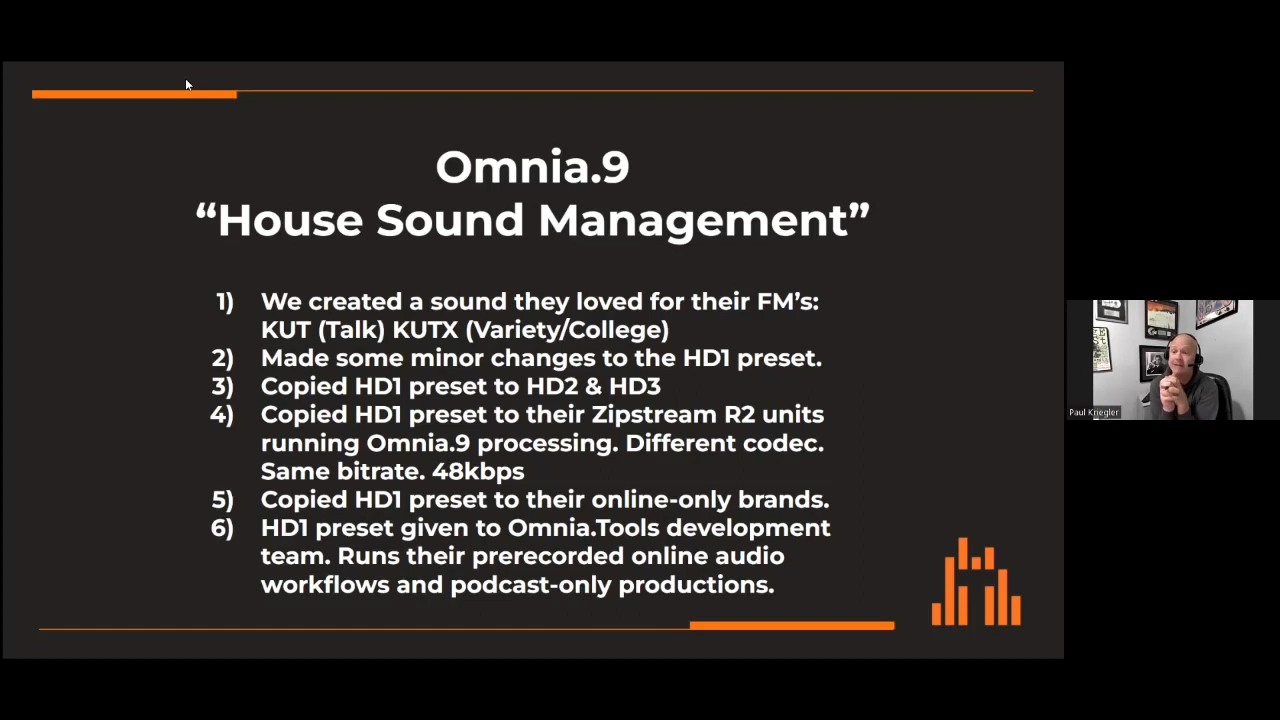 Omnia.9
“House Sound Management”
1) We created a sound they loved for their FM’s:
KUT (Talk) KUTX (Variety/College)
2) Made some minor changes to the HD1 preset.
3) Copied HD1 preset to HD2 & HD3
4) Copied HD1 preset to their Zipstream R2 units
running Omnia.9 processing. Different codec.
Same bitrate. 48kbps
5) Copied HD1 preset to their online-only brands.
6) HD1 preset given to Omnia.Tools development
team. Runs their prerecorded online audio
workflows and podcast-only productions.
Paul Kriegler